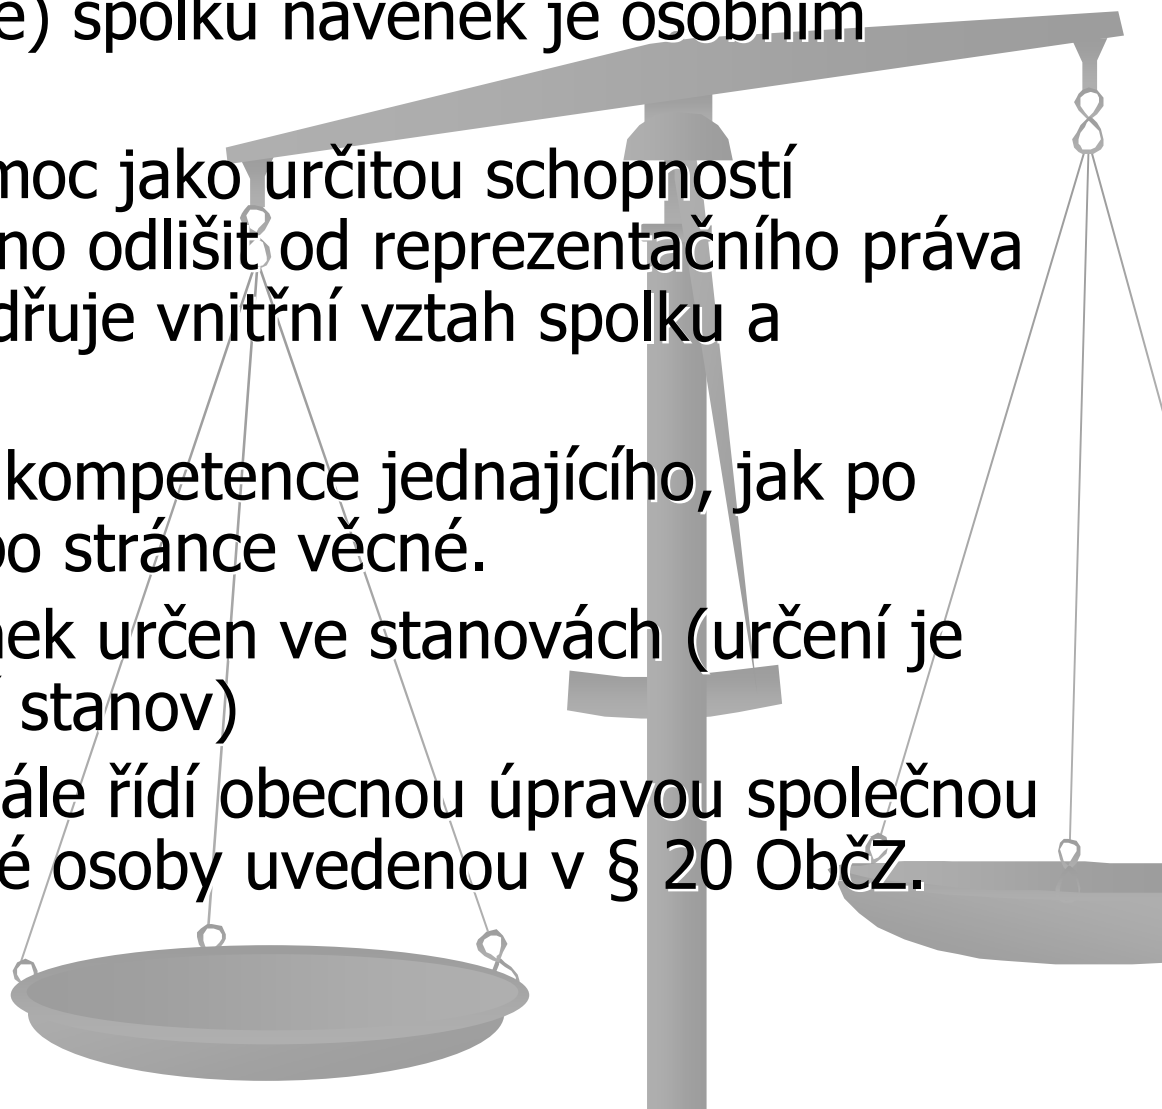 e) spolku navenek je osobním
moc jako určitou schopností
no odlišit od reprezentačního práva
dřuje vnitřní vztah spolku a
kompetence jednajícího, jak po
po stránce věcné.
nek určen ve stanovách (určení je
í stanov)
ále řídí obecnou úpravou společnou
é osoby uvedenou v § 20 ObčZ.